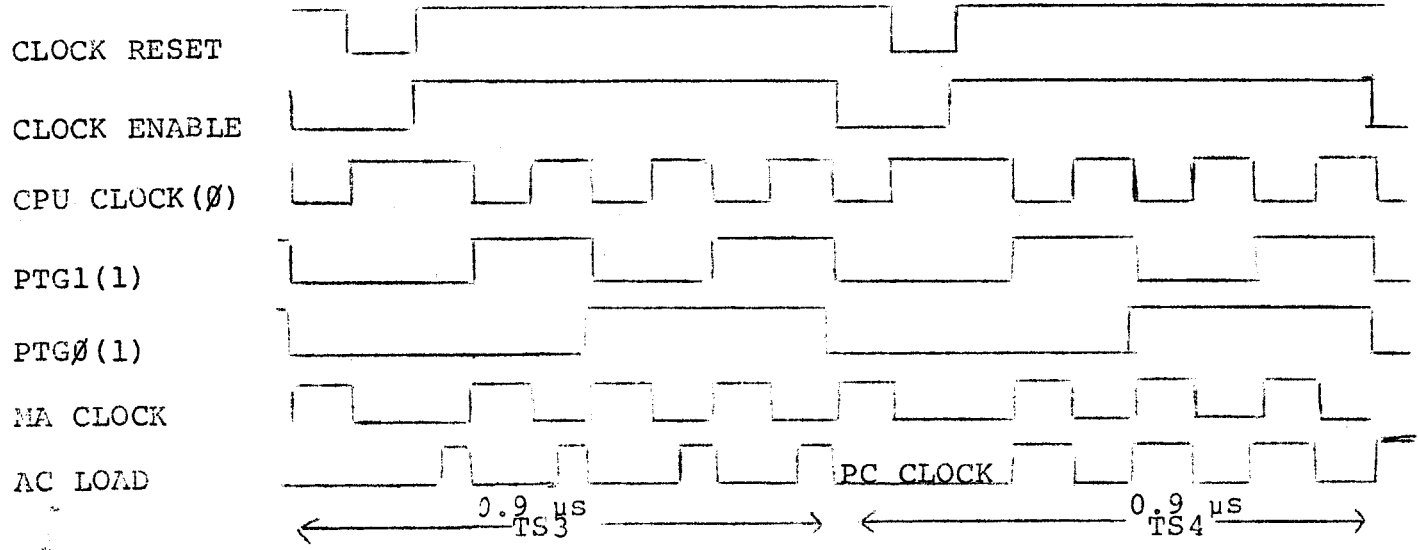 CLOCK RESET
CLOCK ENABLE
CPU CLOCK(Ø)
PTG1(1)
PTGØ(1)
MA CLOCK
AC LOAD
PC CLOCK
0.9 µs
TS3
0.9 µs
TS4